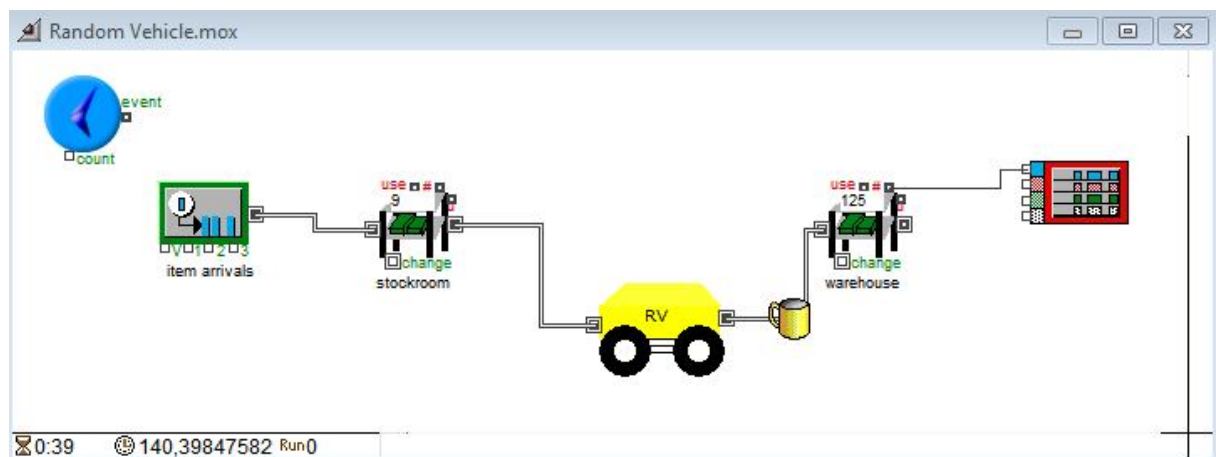 Random Vehicle.mox
event
count
V 1 2 3
item arrivals
use #
9
change
stockroom
RV
use #
125
change
warehouse
0:39 140,39847582 Run0